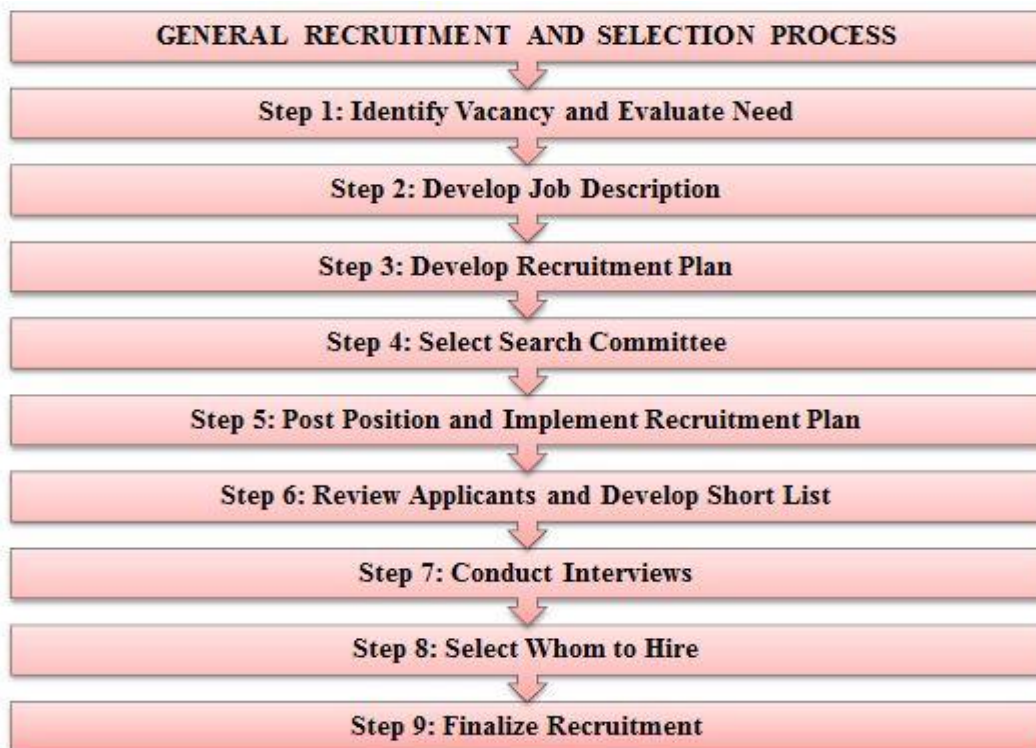 GENERAL RECRUITMENT AND SELECTION PROCESS
Step 1: Identify Vacancy and Evaluate Need
Step 2: Develop Job Description
Step 3: Develop Recruitment Plan
Step 4: Select Search Committee
Step 5: Post Position and Implement Recruitment Plan
Step 6: Review Applicants and Develop Short List
Step 7: Conduct Interviews
Step 8: Select Whom to Hire
Step 9: Finalize Recruitment